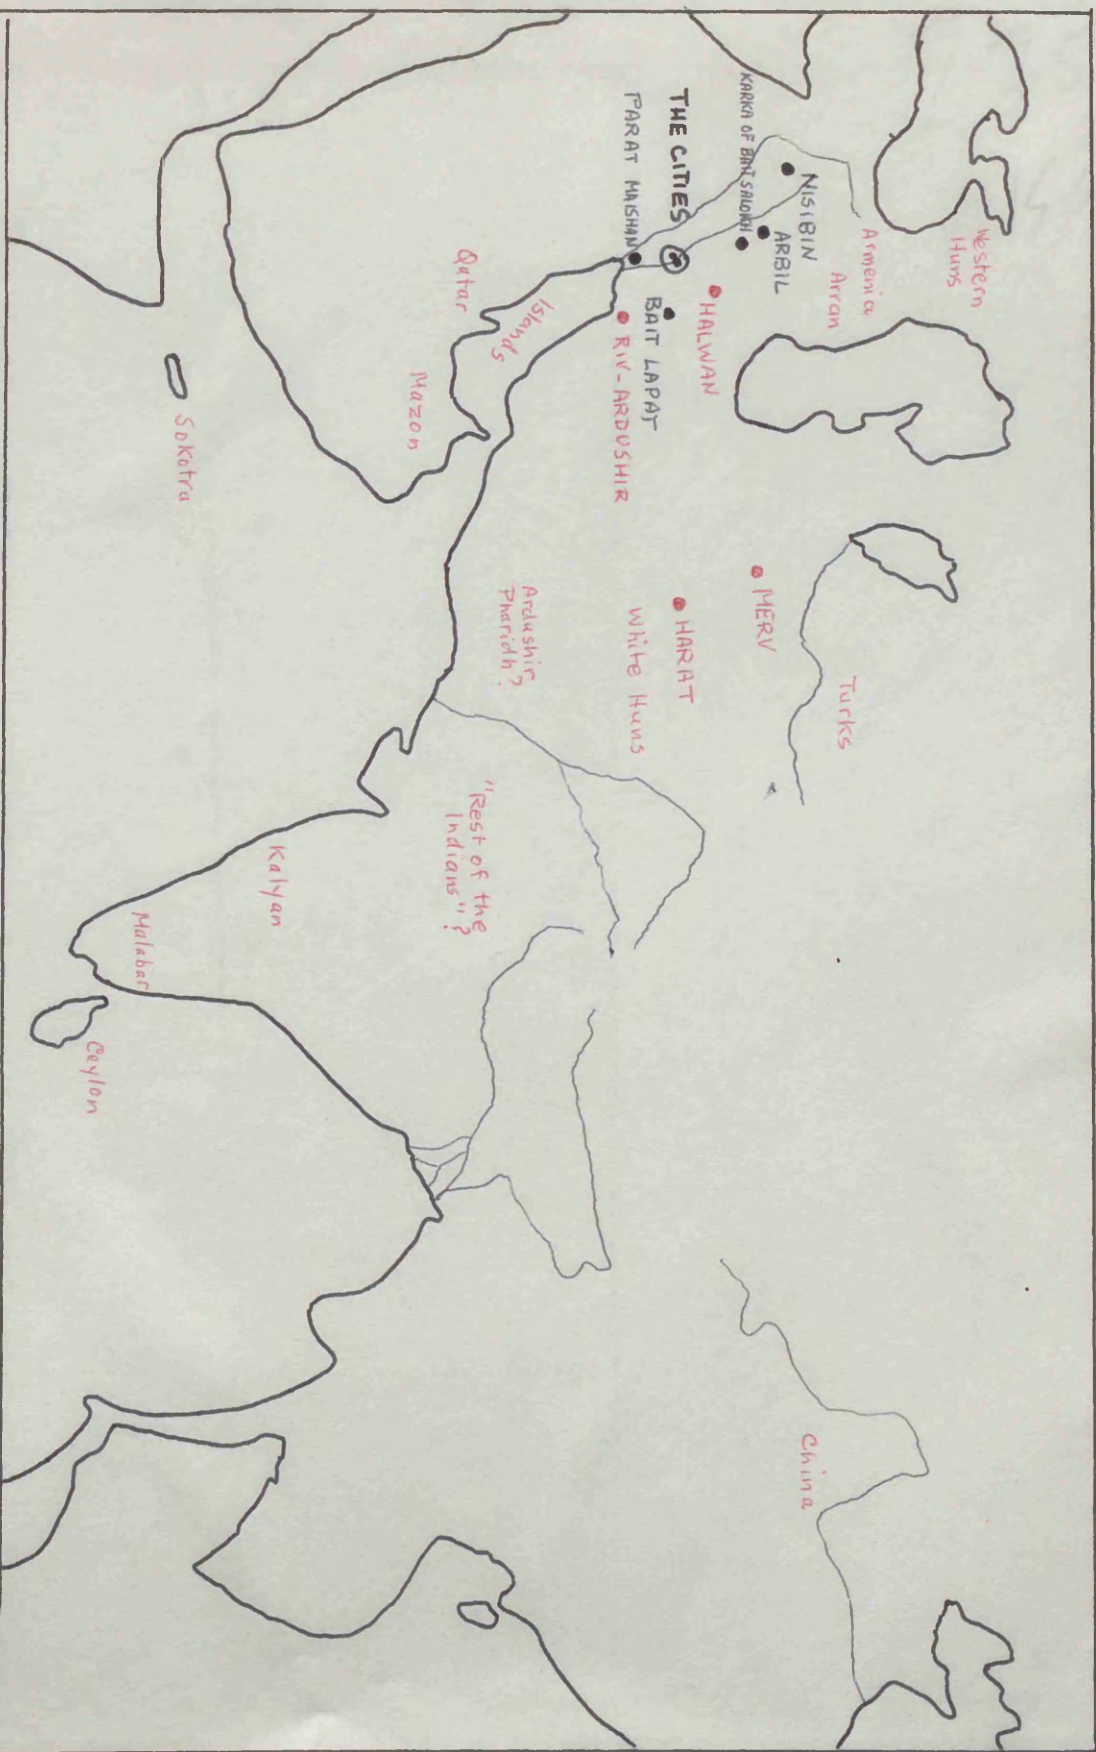 Western
Huns
Armenia
Arran
NISIBIN
ARBIL
KARKA OF BAIT SALOKH
THE CITIES
PARAT MAISHAN
HALWAN
BAIT LAPAT
RIV-ARDUSHIR
Islands
Qatar
Mazon
Sokotra
Turks
MERV
HARAT
White Huns
Ardushir
Pharidh?
"Rest of the
Indians"?
Kalyan
Malabar
Ceylon
China